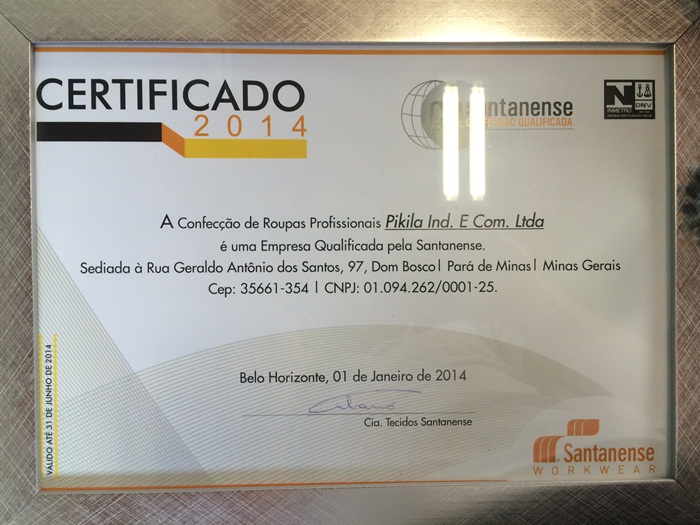 CERTIFICADO
2014
Santanense
QUALIFICADA
INMETRO
DNV
A Confecção de Roupas Profissionais Pikila Ind. E Com. Ltda
é uma Empresa Qualificada pela Santanense.
Sediada à Rua Geraldo Antônio dos Santos, 97, Dom Bosco| Pará de Minas| Minas Gerais
Cep: 35661-354 | CNPJ: 01.094.262/0001-25.
VÁLIDO ATÉ 31 DE JUNHO DE 2014
Belo Horizonte, 01 de Janeiro de 2014
Cia. Tecidos Santanense
Santanense
WORKWEAR